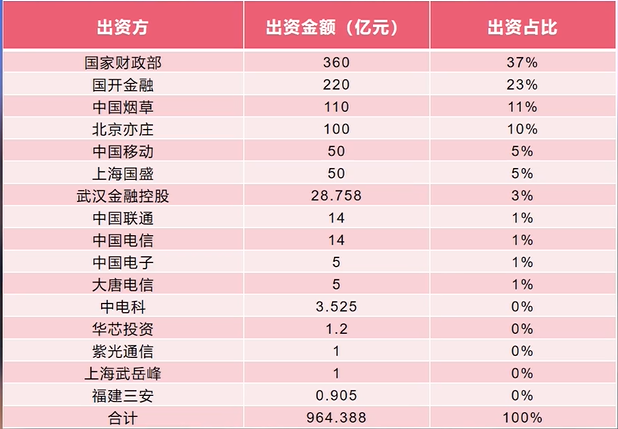 出资方 出资金额（亿元） 出资占比
国家财政部 360 37%
国开金融 220 23%
中国烟草 110 11%
北京亦庄 100 10%
中国移动 50 5%
上海国盛 50 5%
武汉金融控股 28.758 3%
中国联通 14 1%
中国电信 14 1%
中国电子 5 1%
大唐电信 5 1%
中电科 3.525 0%
华芯投资 1.2 0%
紫光通信 1 0%
上海武岳峰 1 0%
福建三安 0.905 0%
合计 964.388 100%